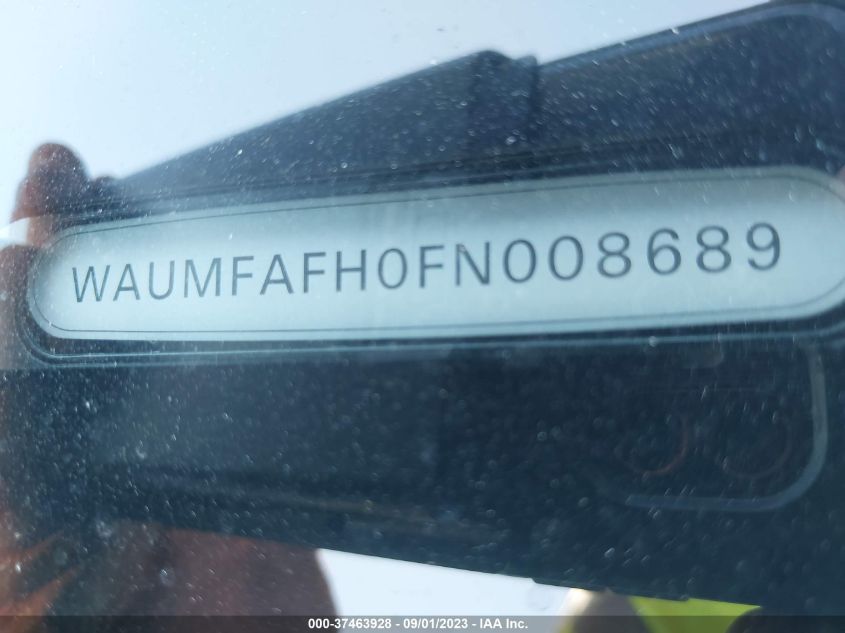 WAUMFAFH0FN008689
000-37463928 - 09/01/2023 - IAA Inc.